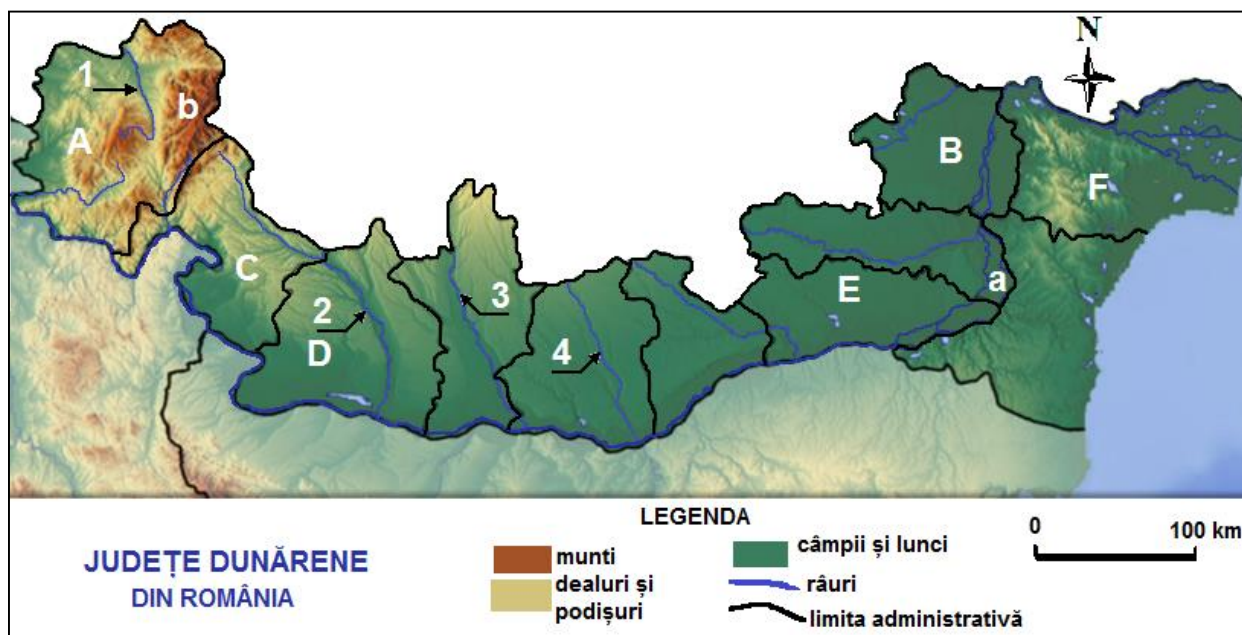 N
1
b
A
B
F
C
a
E
2
3
D
4
LEGENDA
0 100 km
JUDEȚE DUNĂRENE
DIN ROMÂNIA
munti
dealuri și
podișuri
câmpii și lunci
râuri
limita administrativă